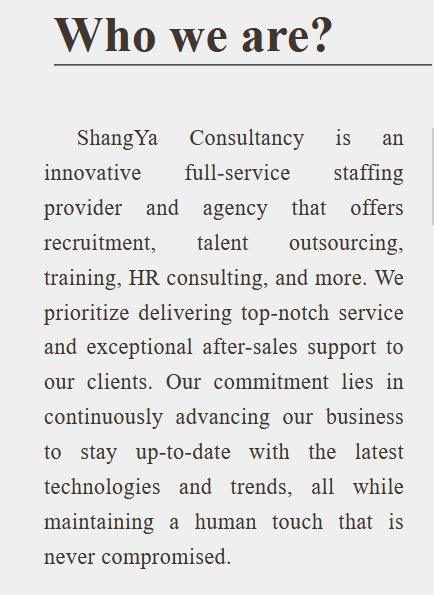 Who we are?
ShangYa Consultancy is an
innovative full-service staffing
provider and agency that offers
recruitment, talent outsourcing,
training, HR consulting, and more. We
prioritize delivering top-notch service
and exceptional after-sales support to
our clients. Our commitment lies in
continuously advancing our business
to stay up-to-date with the latest
technologies and trends, all while
maintaining a human touch that is
never compromised.